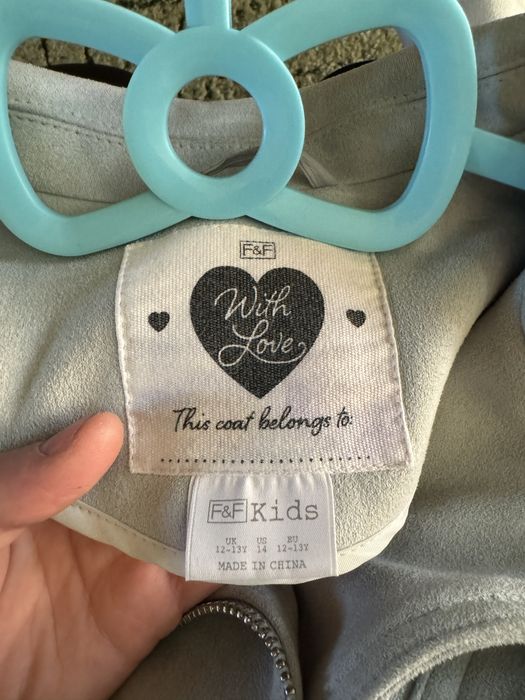 F&F
With
Love
This coat belongs to:
F&F Kids
UK US EU
12-13Y 14 12-13Y
MADE IN CHINA